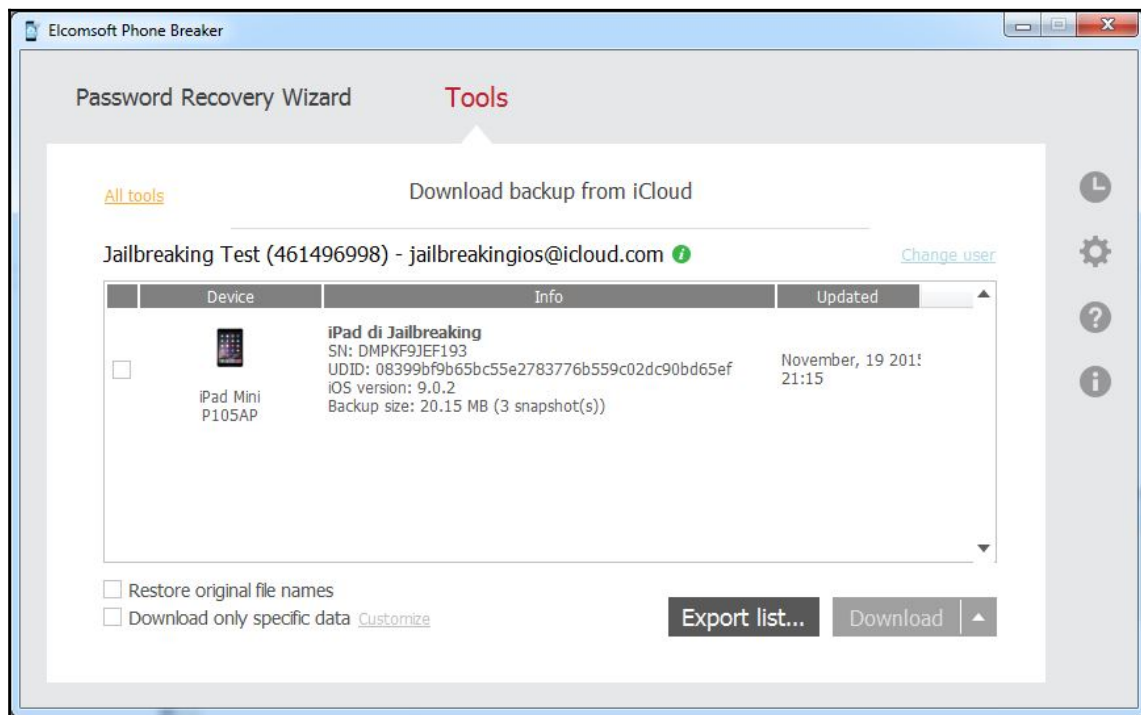 Elcomsoft Phone Breaker
Password Recovery Wizard Tools
All tools
Download backup from iCloud
Jailbreaking Test (461496998) - jailbreakingios@icloud.com
Change user
Device Info Updated
iPad di Jailbreaking
SN: DMPKF9JEF193
UDID: 08399bf9b65bc55e2783776b559c02dc90bd65ef
iOS version: 9.0.2
Backup size: 20.15 MB (3 snapshot(s))
iPad Mini
P105AP
November, 19 201
21:15
Restore original file names
Download only specific data Customize
Export list... Download